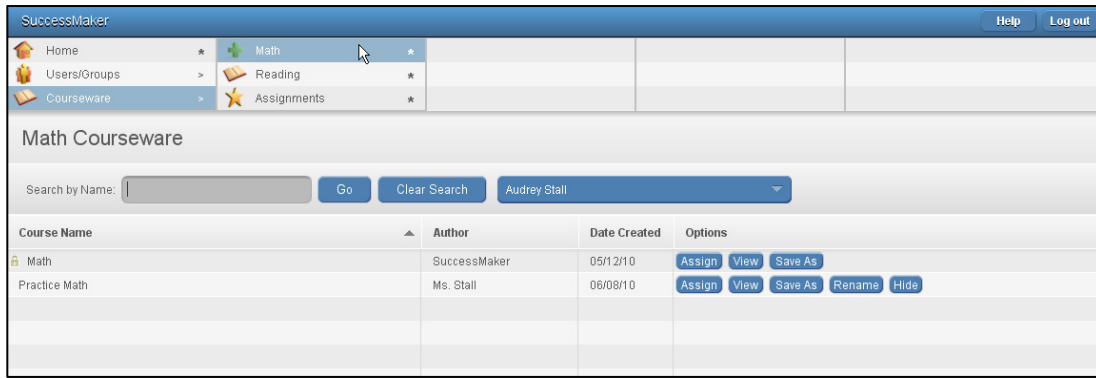 SuccessMaker Help Log out
Home * Math *
Users/Groups > Reading *
Courseware > Assignments *
Math Courseware
Search by Name: Go Clear Search Audrey Stall
Course Name Author Date Created Options
Math SuccessMaker 05/12/10 Assign View Save As
Practice Math Ms. Stall 06/08/10 Assign View Save As Rename Hide